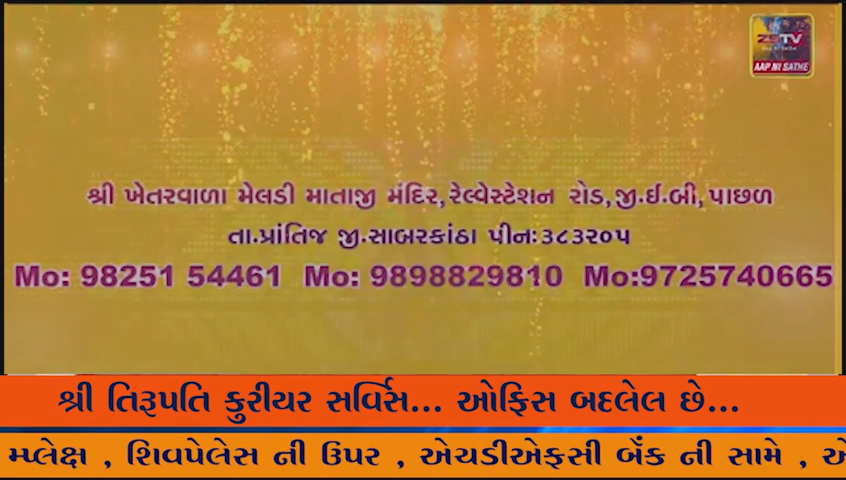 ZSTV
AAP NI SATHE
શ્રી ખેતરવાળા મેલડી માતાજી મંદિર,રેલ્વેસ્ટેશન રોડ,જી.ઈ.બી,પાછળ
તા.પ્રાંતિજ જી.સાબરકાંઠા પીનઃ૩૮૩૨૦૫
Mo: 98251 54461 Mo: 9898829810 Mo:9725740665
શ્રી તિરૂપતિ કુરીયર સર્વિસ... ઓફિસ બદલેલ છે...
મ્પ્લેક્ષ , શિવપેલેસ ની ઉપર , એચડીએફસી બેંક ની સામે , એ